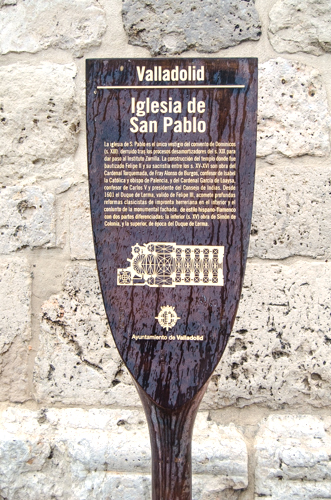 Valladolid
Iglesia de
San Pablo
La iglesia de S. Pablo es el único vestigio del convento de Dominicos
(s. XIII), derruido tras los procesos desamortizadores del s. XIX para
dar paso al Instituto Zorrilla. La construcción del templo donde fue
bautizado Felipe II y su sacristía entre los s. XV-XVI son obra del
Cardenal Torquemada, de Fray Alonso de Burgos, confesor de Isabel
la Católica y obispo de Palencia, y del Cardenal García de Loaysa,
confesor de Carlos V y presidente del Consejo de Indias. Desde
1601 el Duque de Lerma, valido de Felipe III, acomete profundas
reformas clasicistas de impronta herreriana en el interior y el
conjunto de la monumental fachada, de estilo hispano flamenco
con dos partes diferenciadas: la inferior (s. XV) obra de Simón de
Colonia, y la superior, de época del Duque de Lerma.
Ayuntamiento de Valladolid